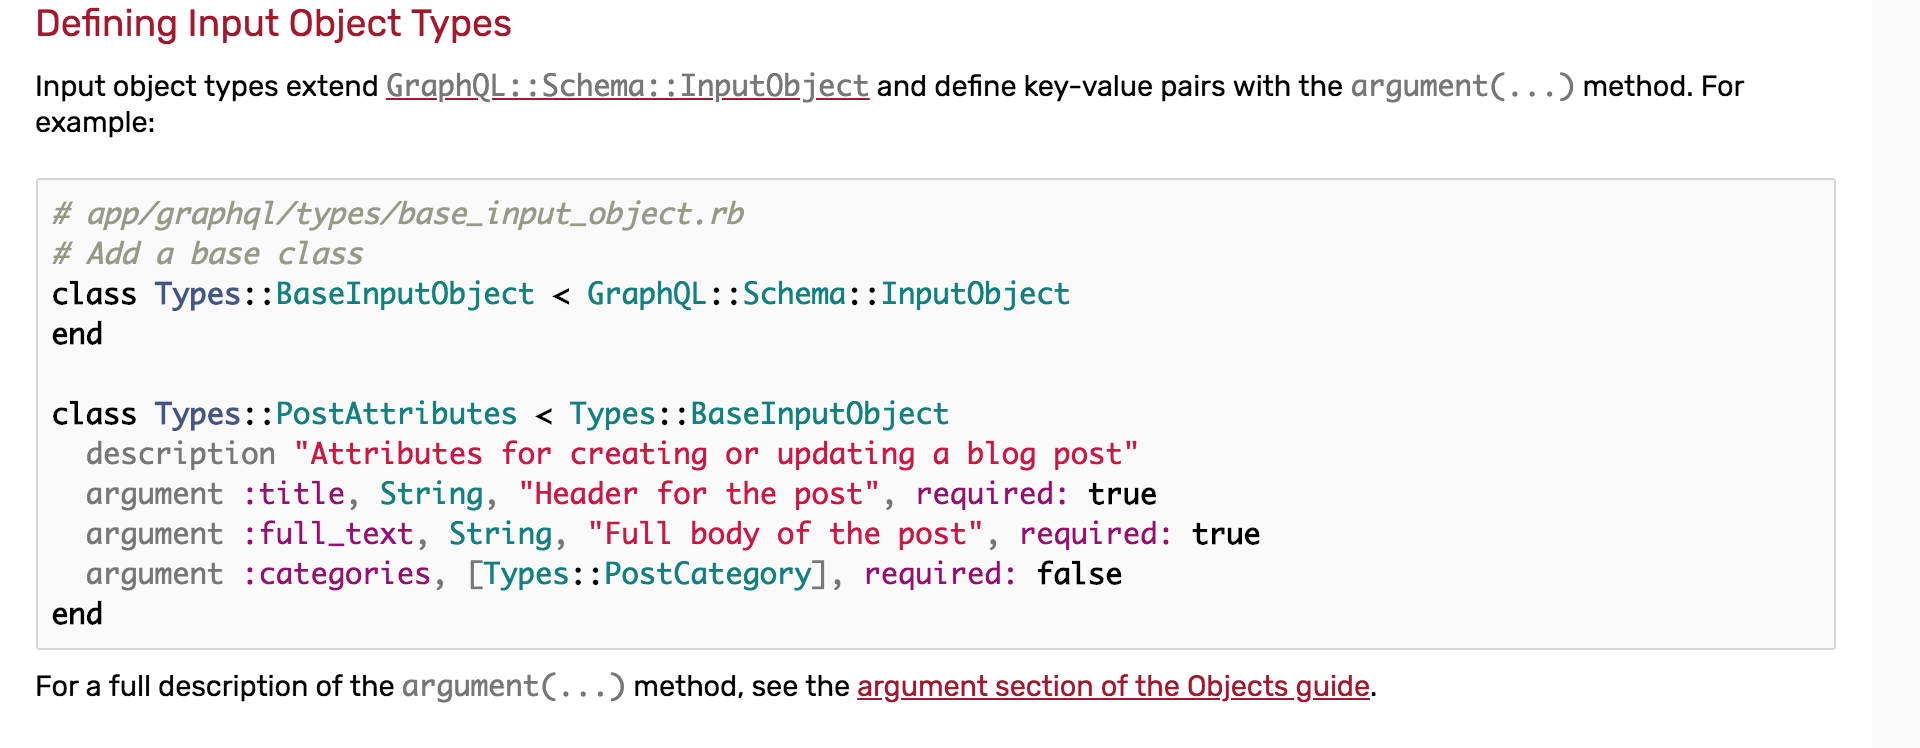 Defining Input Object Types
Input object types extend GraphQL::Schema::InputObject and define key-value pairs with the argument(...) method. For
example:
# app/graphql/types/base_input_object.rb
# Add a base class
class Types::BaseInputObject < GraphQL::Schema::InputObject
end
class Types::PostAttributes < Types::BaseInputObject
  description "Attributes for creating or updating a blog post"
  argument :title, String, "Header for the post", required: true
  argument :full_text, String, "Full body of the post", required: true
  argument :categories, [Types::PostCategory], required: false
end
For a full description of the argument(...) method, see the argument section of the Objects guide.